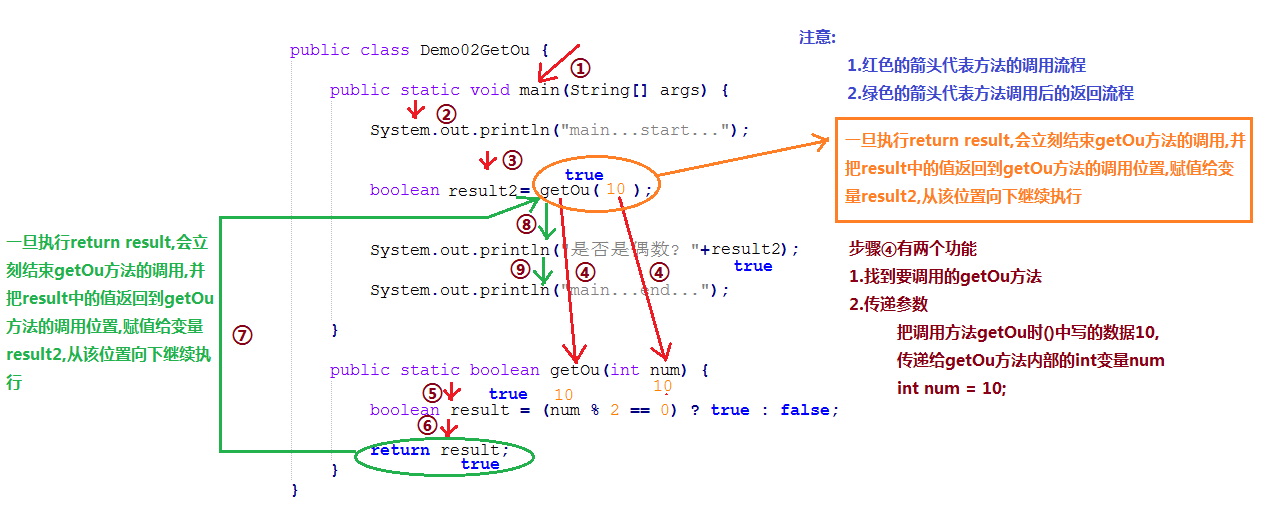 注意:
public class Demo02GetOu {
①
1.红色的箭头代表方法的调用流程
public static void main(String[] args) {
2.绿色的箭头代表方法调用后的返回流程
②
System.out.println("main...start...");
③
一旦执行return result,会立刻结束getOu方法的调用,并
把result中的值返回到getOu方法的调用位置,赋值给变
量result2,从该位置向下继续执行
true
boolean result2= getOu( 10 );
⑧
一旦执行return result,会立
刻结束getOu方法的调用,并
把result中的值返回到getOu
方法的调用位置,赋值给变量
result2,从该位置向下继续执
行
⑦
System.out.println("是否是偶数? "+result2);
true
⑨
④
④
System.out.println("main...end...");
步骤④有两个功能
1.找到要调用的getOu方法
2.传递参数
把调用方法getOu时()中写的数据10,
传递给getOu方法内部的int变量num
int num = 10;
}
public static boolean getOu(int num) {
10
⑤
true 10
boolean result = (num % 2 == 0) ? true : false;
⑥
return result;
true
}
}